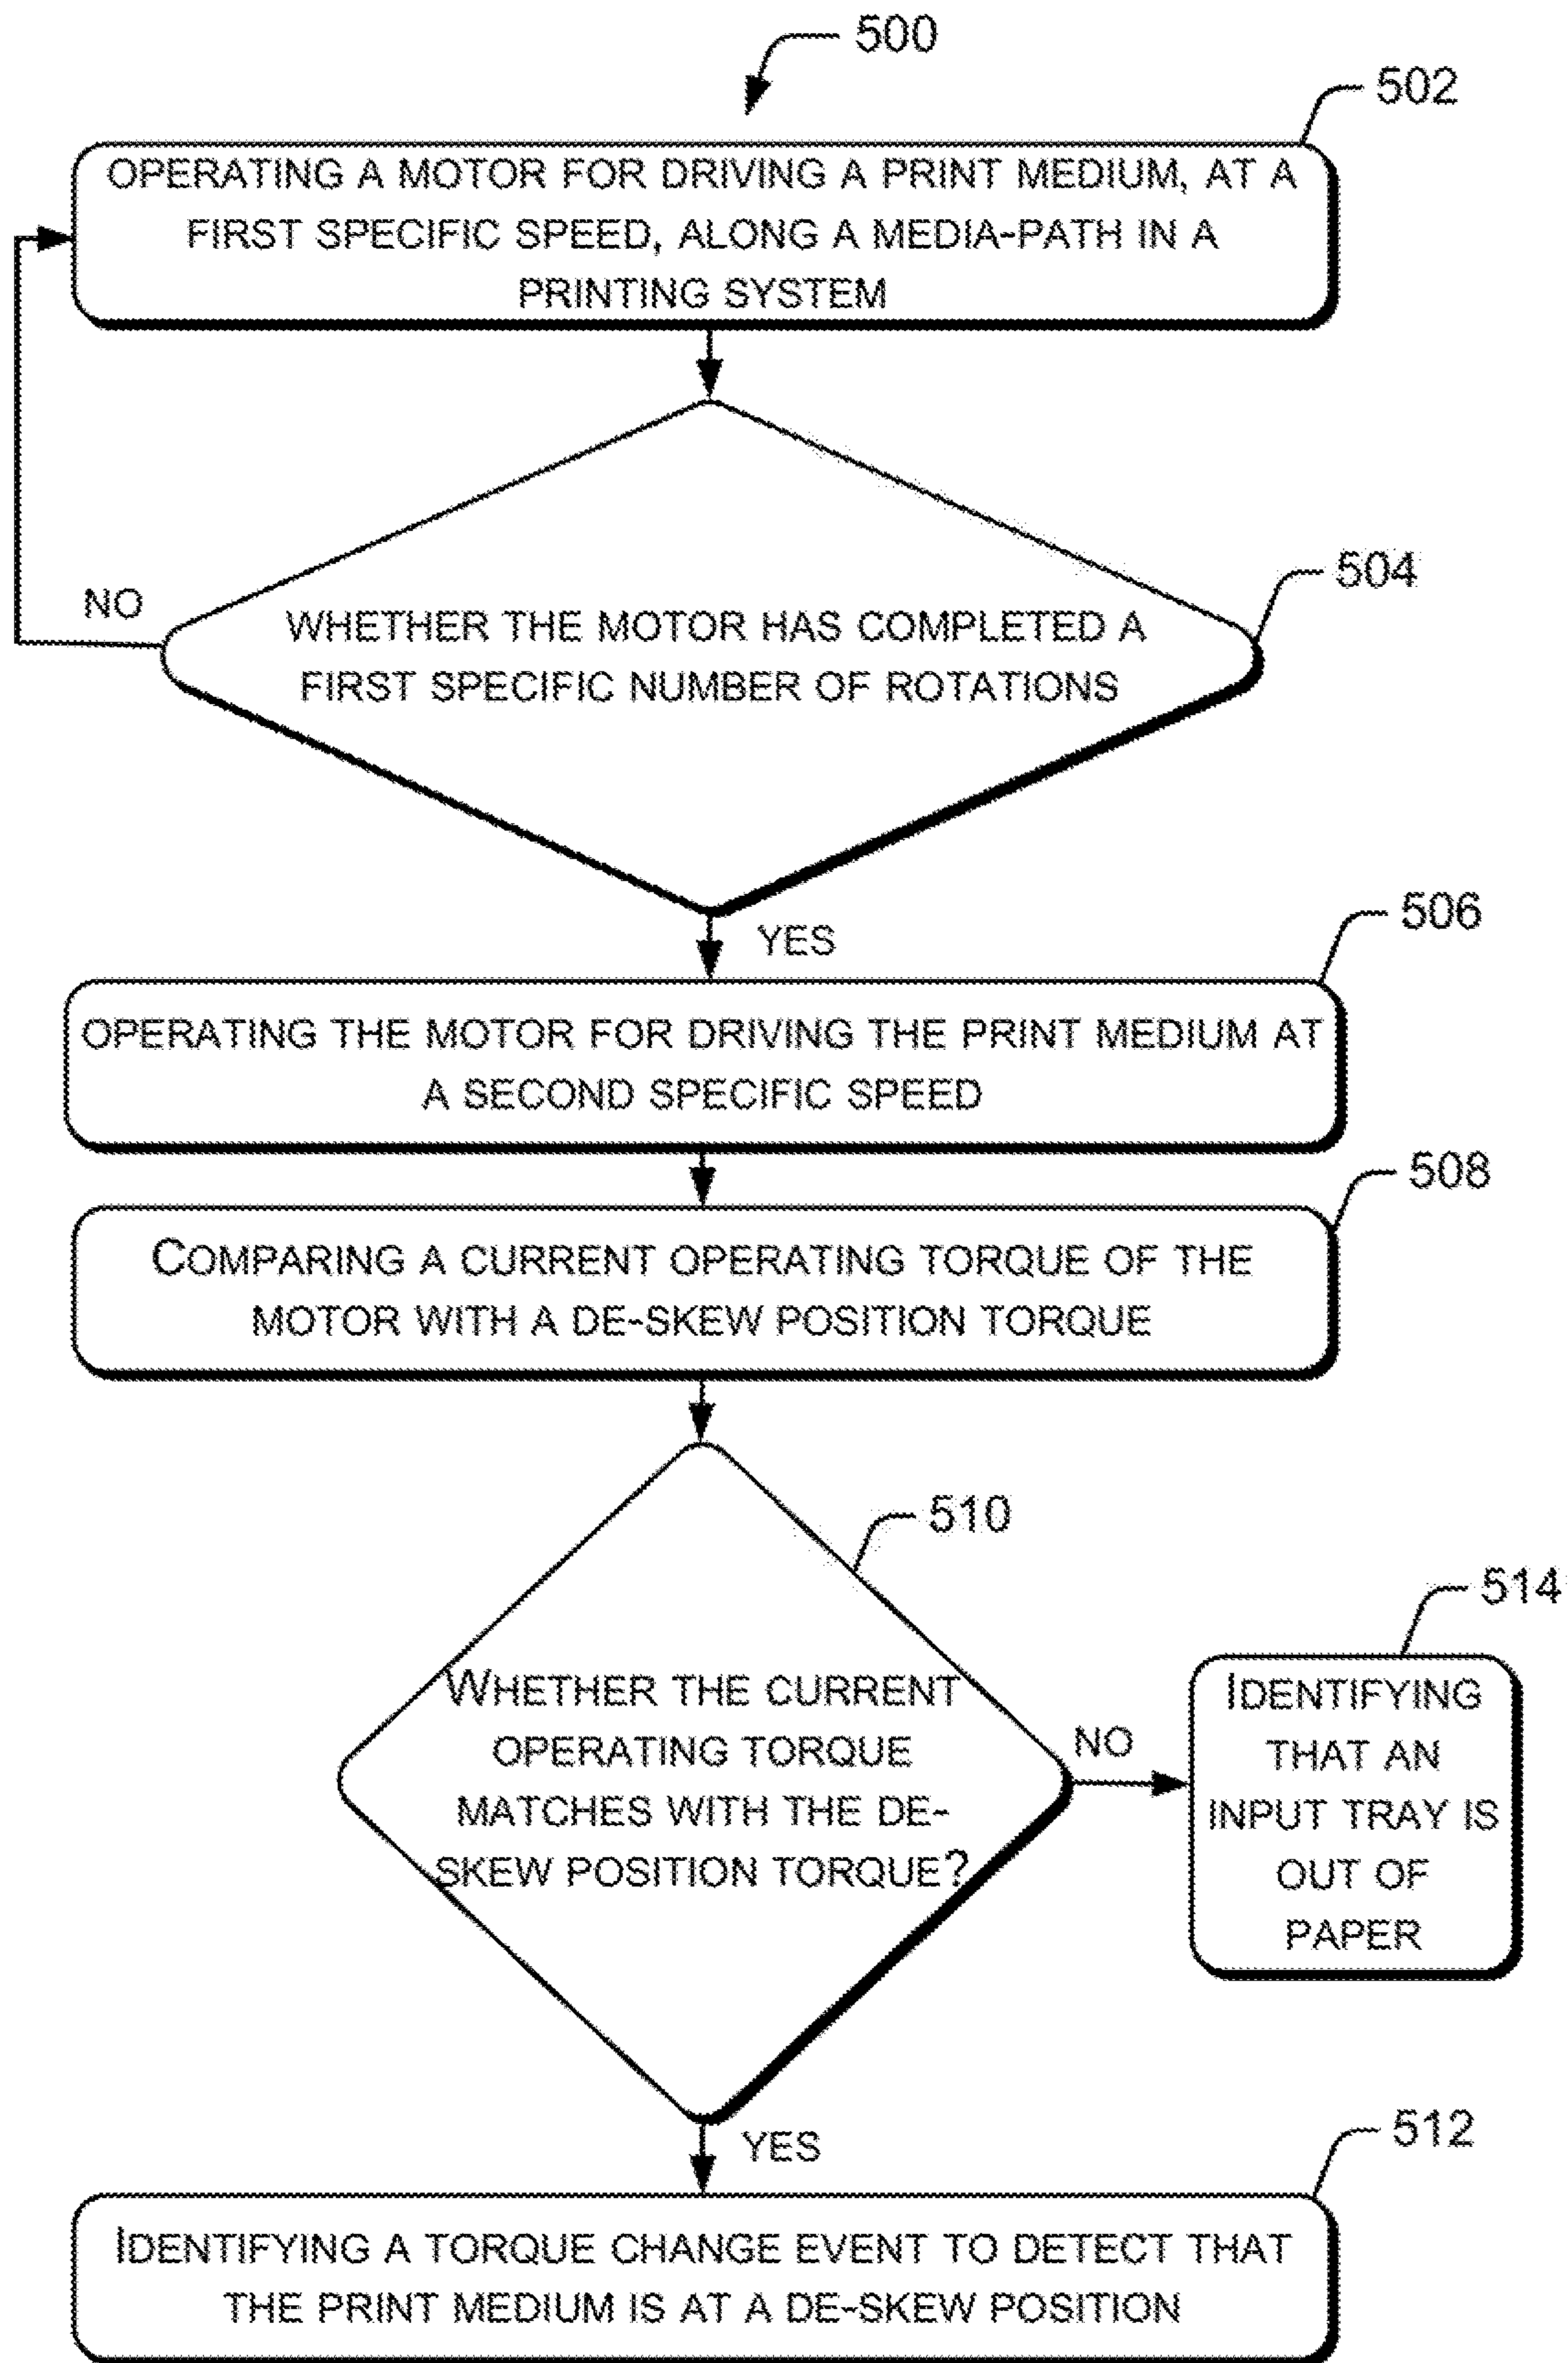 500
502
OPERATING A MOTOR FOR DRIVING A PRINT MEDIUM, AT A
FIRST SPECIFIC SPEED, ALONG A MEDIA-PATH IN A
PRINTING SYSTEM
504
NO
WHETHER THE MOTOR HAS COMPLETED A
FIRST SPECIFIC NUMBER OF ROTATIONS
YES
506
OPERATING THE MOTOR FOR DRIVING THE PRINT MEDIUM AT
A SECOND SPECIFIC SPEED
508
COMPARING A CURRENT OPERATING TORQUE OF THE
MOTOR WITH A DE-SKEW POSITION TORQUE
510
WHETHER THE CURRENT
OPERATING TORQUE
MATCHES WITH THE DE-
SKEW POSITION TORQUE?
NO
514
IDENTIFYING
THAT AN
INPUT TRAY IS
OUT OF
PAPER
YES
512
IDENTIFYING A TORQUE CHANGE EVENT TO DETECT THAT
THE PRINT MEDIUM IS AT A DE-SKEW POSITION